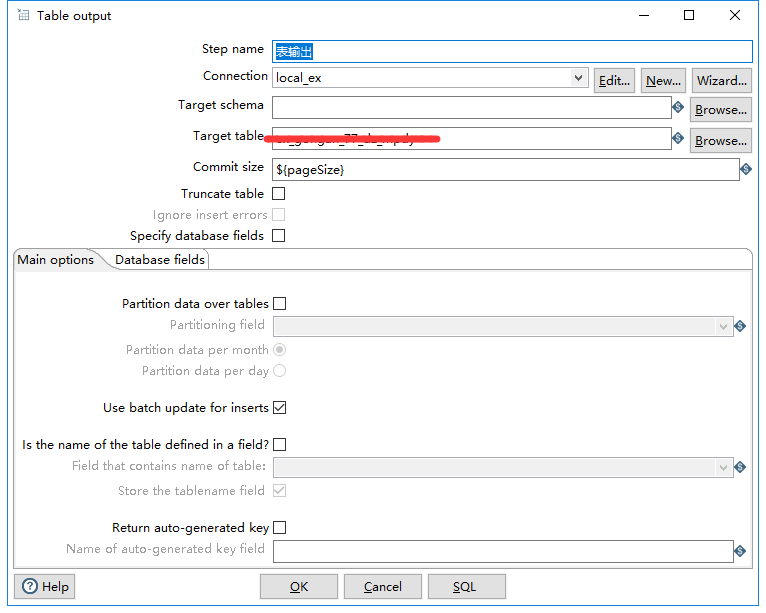 Table output
Step name 表输出
Connection local_ex Edit... New... Wizard...
Target schema Browse...
Target table Browse...
Commit size ${pageSize}
Truncate table
Ignore insert errors
Specify database fields
Main options Database fields
Partition data over tables
Partitioning field
Partition data per month
Partition data per day
Use batch update for inserts
Is the name of the table defined in a field?
Field that contains name of table:
Store the tablename field
Return auto-generated key
Name of auto-generated key field
Help OK Cancel SQL